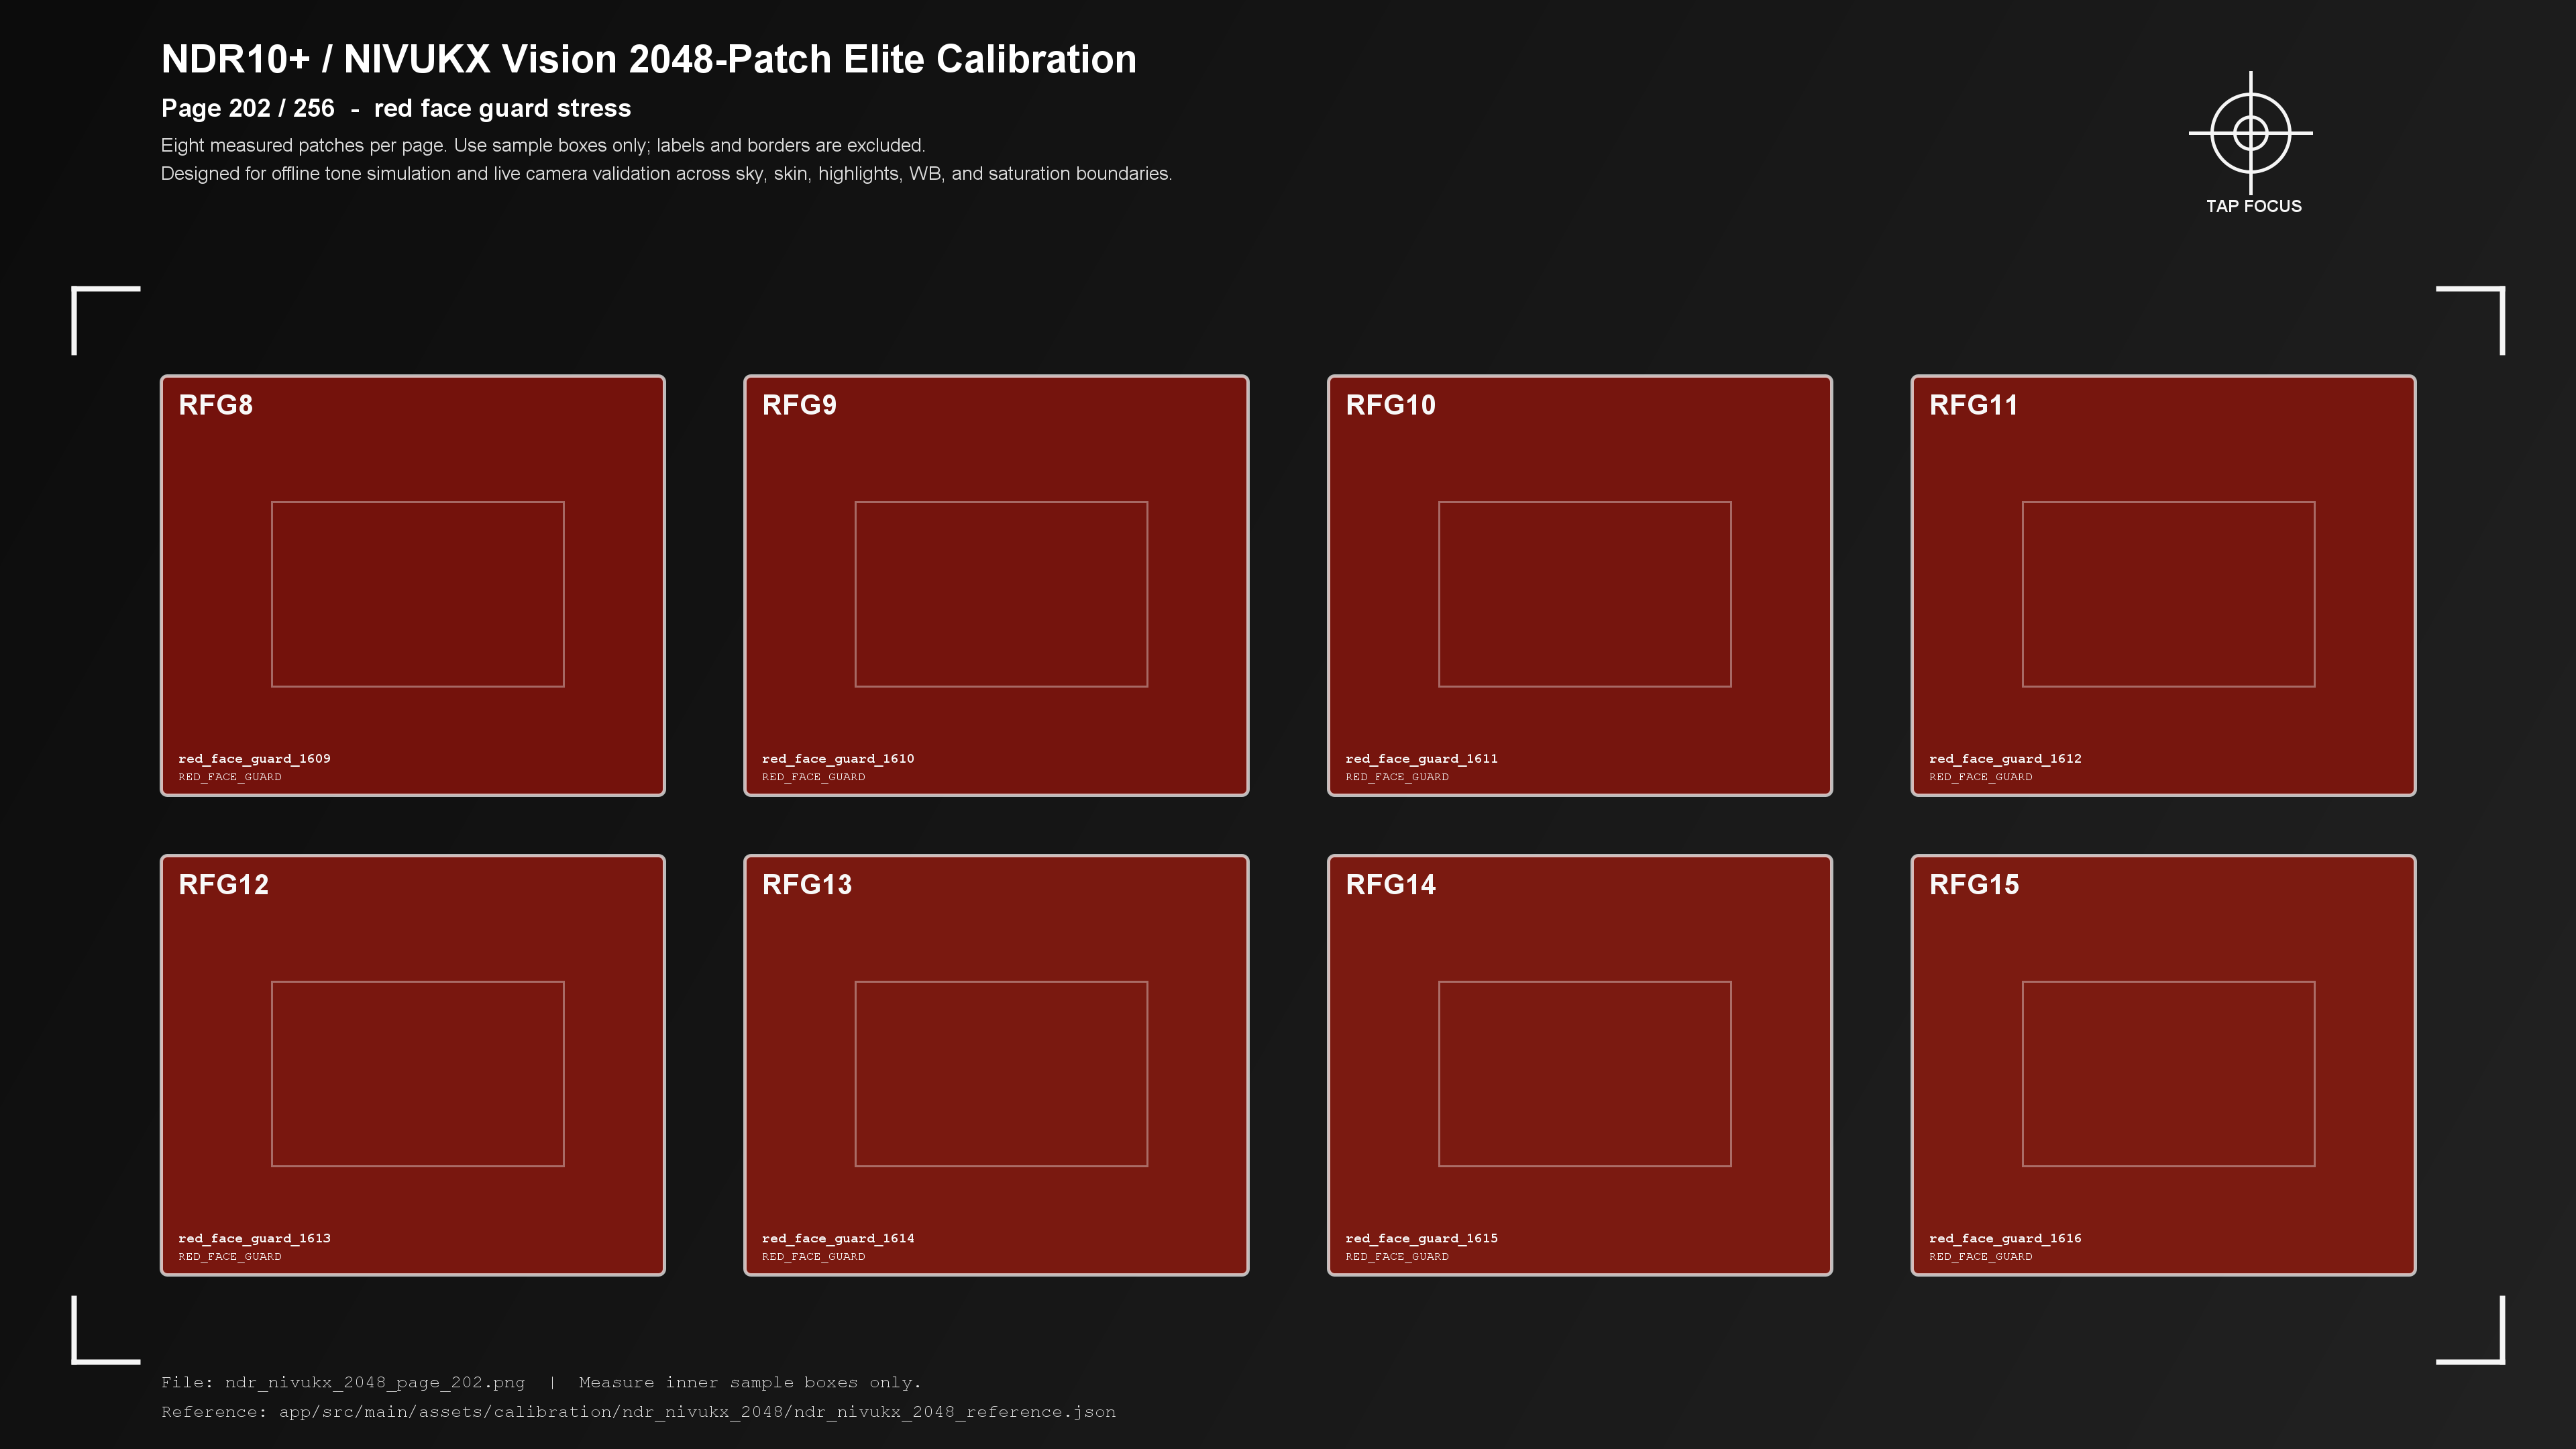 NDR10+ / NIVUKX Vision 2048-Patch Elite Calibration
Page 202 / 256 - red face guard stress
Eight measured patches per page. Use sample boxes only; labels and borders are excluded.
Designed for offline tone simulation and live camera validation across sky, skin, highlights, WB, and saturation boundaries.
TAP FOCUS
RFG8
red_face_guard_1609
RED_FACE_GUARD
RFG9
red_face_guard_1610
RED_FACE_GUARD
RFG10
red_face_guard_1611
RED_FACE_GUARD
RFG11
red_face_guard_1612
RED_FACE_GUARD
RFG12
red_face_guard_1613
RED_FACE_GUARD
RFG13
red_face_guard_1614
RED_FACE_GUARD
RFG14
red_face_guard_1615
RED_FACE_GUARD
RFG15
red_face_guard_1616
RED_FACE_GUARD
File: ndr_nivukx_2048_page_202.png | Measure inner sample boxes only.
Reference: app/src/main/assets/calibration/ndr_nivukx_2048/ndr_nivukx_2048_reference.json